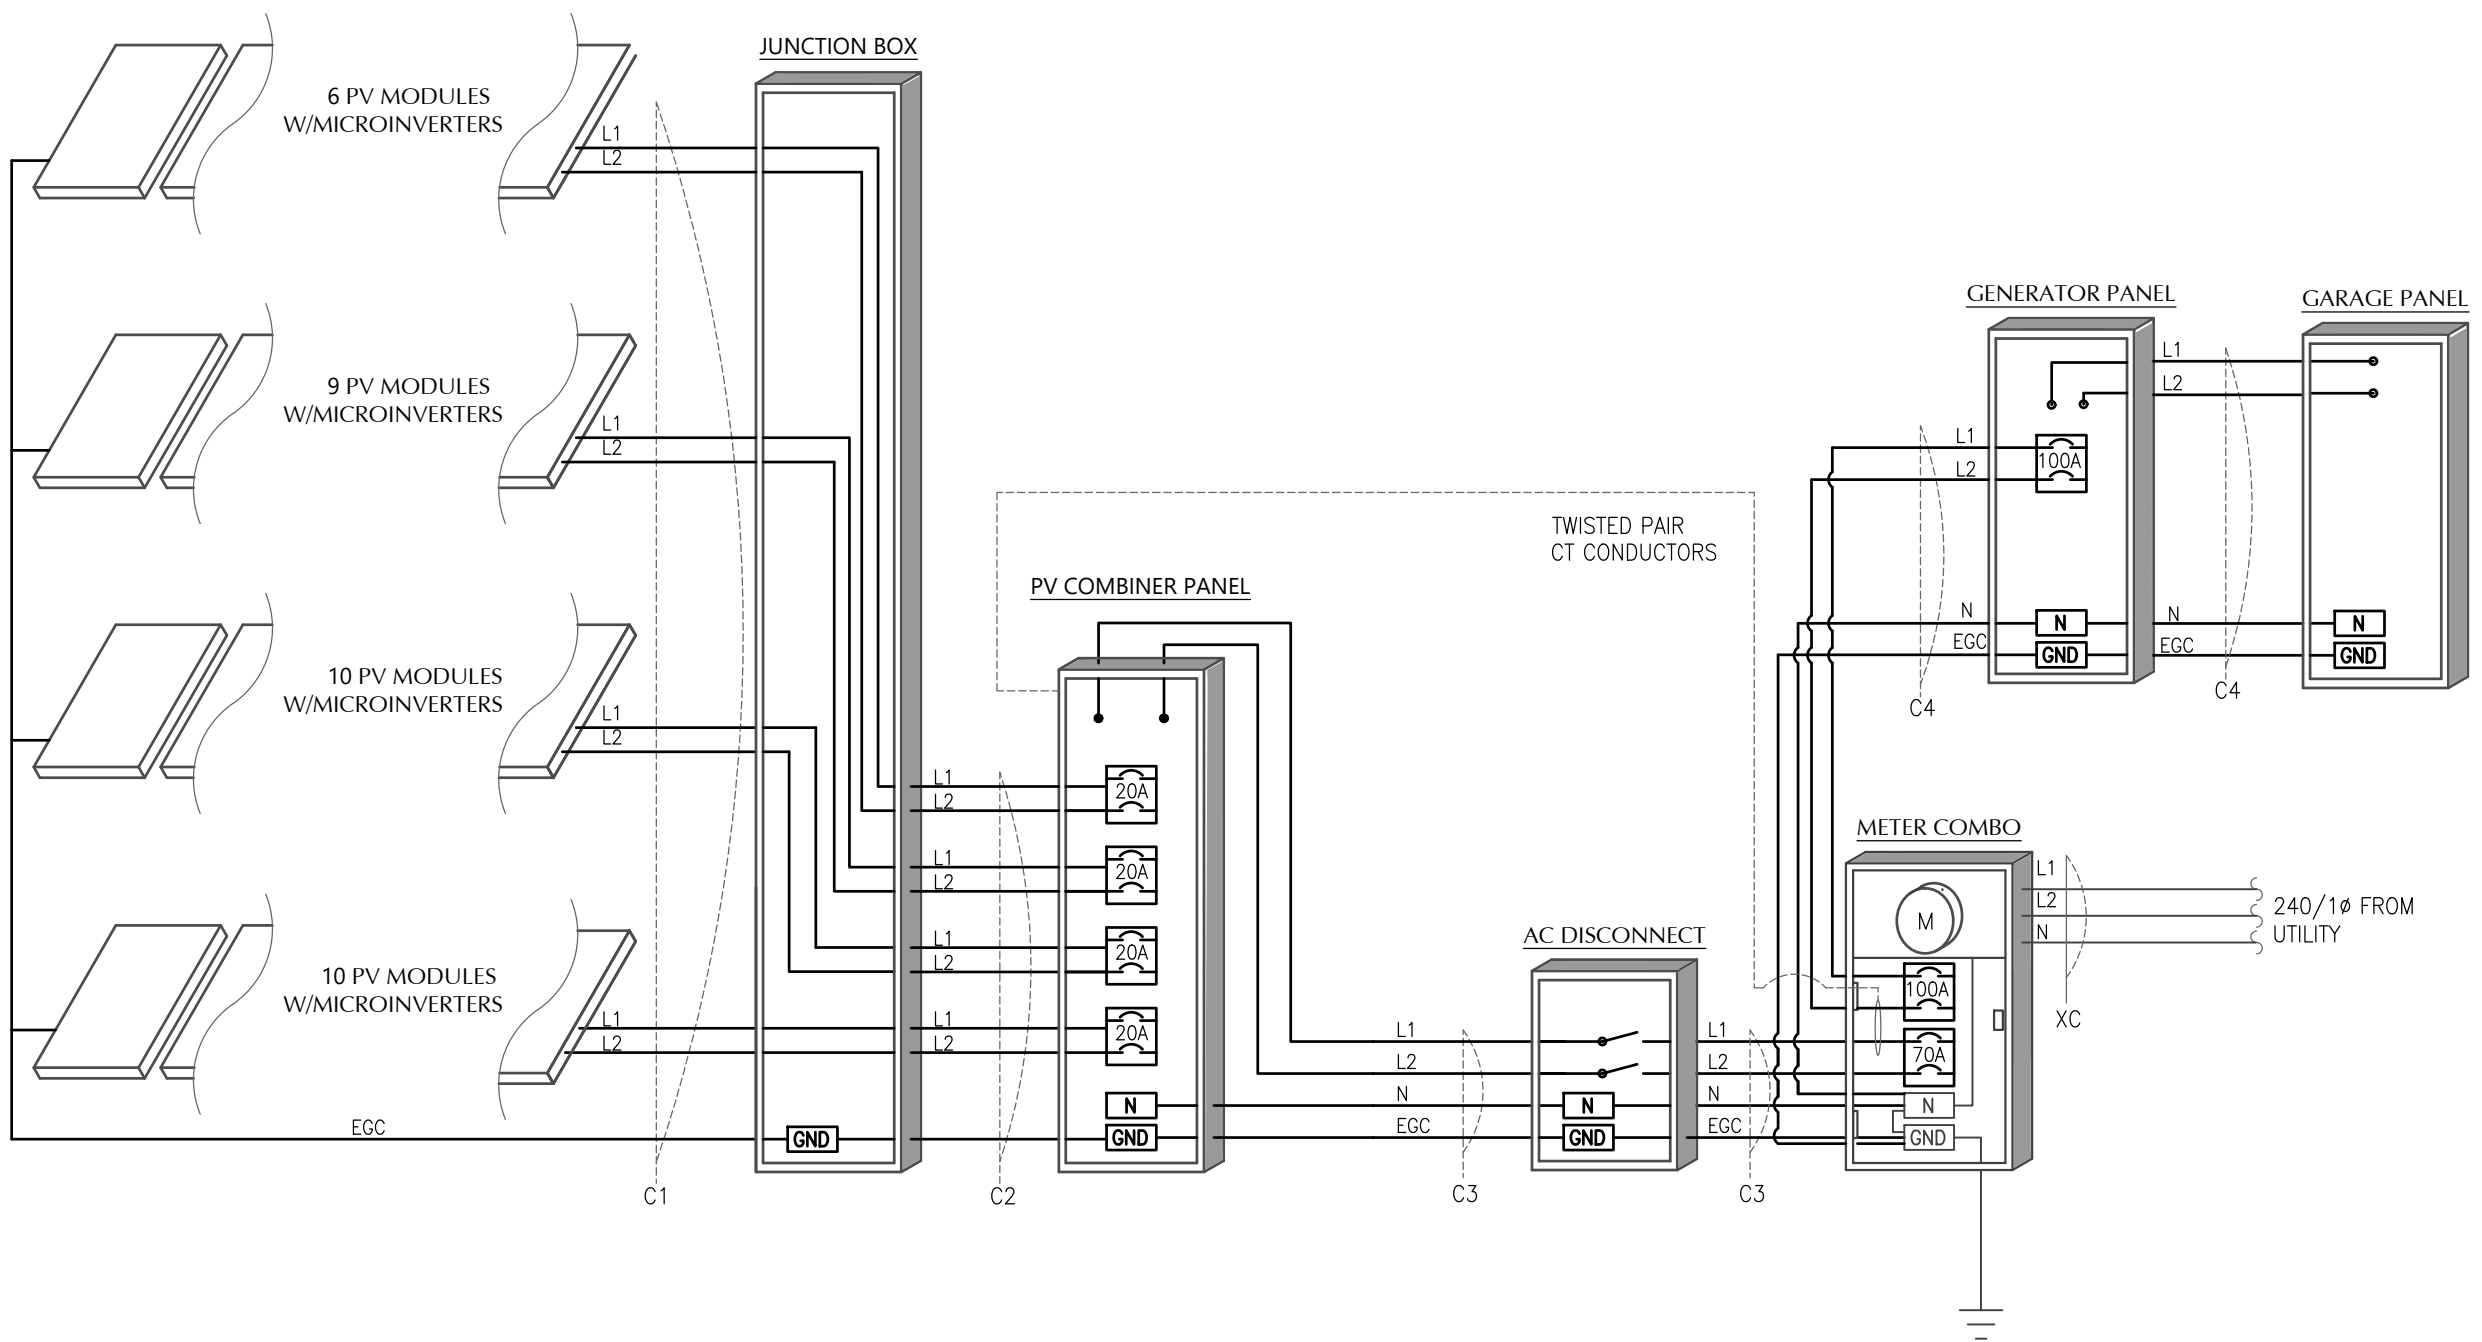 JUNCTION BOX
6 PV MODULES
W/MICROINVERTERS
L1
L2
9 PV MODULES
W/MICROINVERTERS
L1
L2
10 PV MODULES
W/MICROINVERTERS
L1
L2
10 PV MODULES
W/MICROINVERTERS
L1
L2
EGC
GND
C1
L1
L2
L1
L2
L1
L2
L1
L2
C2
PV COMBINER PANEL
20A
20A
20A
20A
N
GND
TWISTED PAIR
CT CONDUCTORS
L1
L2
N
EGC
C3
AC DISCONNECT
N
GND
L1
L2
N
EGC
C3
GENERATOR PANEL
L1
L2
100A
N
EGC
N
GND
C4
L1
L2
N
EGC
C4
GARAGE PANEL
N
GND
METER COMBO
M
100A
70A
N
GND
L1
L2
N
XC
240/1ø FROM
UTILITY